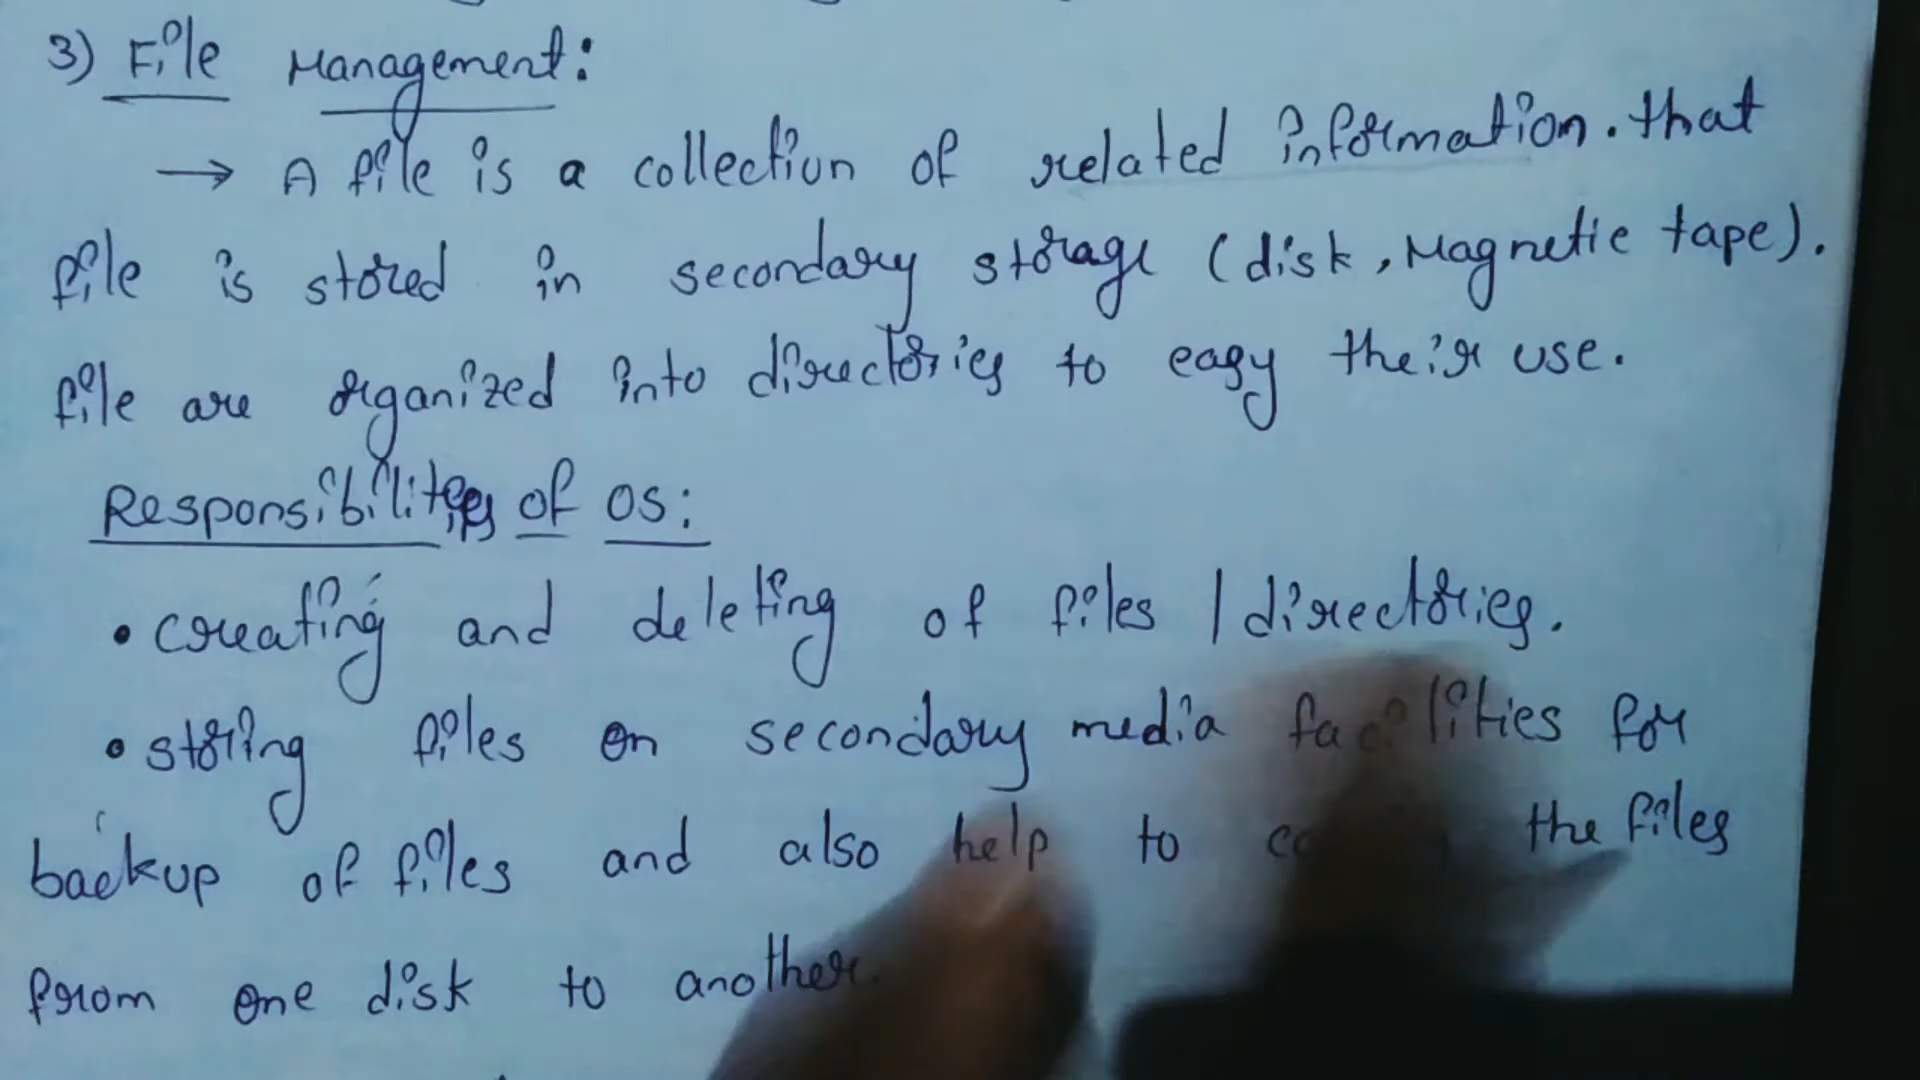 3) File Management:
→ A file is a collection of related information. that
file is stored in secondary storage (disk, Magnetic tape).
file are organized into directories to easy their use.
Responsibilities of OS:
• creating and deleting of files / directories.
• storing files on secondary media facilities for
backup of files and also help to the files
from one disk to another.